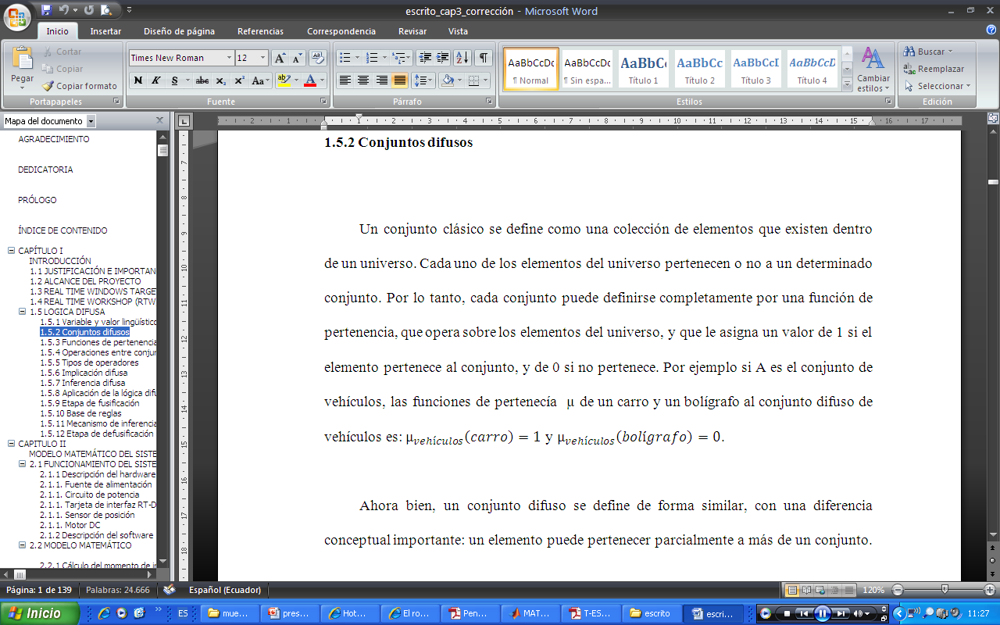 escrito_cap3_corrección - Microsoft Word
Inicio Insertar Diseño de página Referencias Correspondencia Revisar Vista
Pegar
Cortar
Copiar
Copiar formato
Portapapeles
Times New Roman 12
N K S abc x₂ x² Aa
Fuente
Párrafo
AaBbCcDc AaBbCcDc AaBbC AaBbCc AaBbCcI AaBbCcD
¶ Normal ¶ Sin espa... Título 1 Título 2 Título 3 Título 4
Cambiar estilos
Estilos
Buscar
Reemplazar
Seleccionar
Edición
Mapa del documento
AGRADECIMIENTO
DEDICATORIA
PRÓLOGO
ÍNDICE DE CONTENIDO
CAPÍTULO I
INTRODUCCIÓN
1.1 JUSTIFICACIÓN E IMPORTAN
1.2 ALCANCE DEL PROYECTO
1.3 REAL TIME WINDOWS TARGE
1.4 REAL TIME WORKSHOP (RTW
1.5 LOGICA DIFUSA
1.5.1 Variable y valor lingüístico
1.5.2 Conjuntos difusos
1.5.3 Funciones de pertenencia
1.5.4 Operaciones entre conjur
1.5.5 Tipos de operadores
1.5.6 Implicación difusa
1.5.7 Inferencia difusa
1.5.8 Aplicación de la lógica difu
1.5.9 Etapa de fusificación
1.5.10 Base de reglas
1.5.11 Mecanismo de inferencia
1.5.12 Etapa de defusificación
CAPITULO II
MODELO MATEMÁTICO DEL SISTE
2.1 FUNCIONAMIENTO DEL SISTE
2.1.1 Descripción del hardware
2.1.1. Fuente de alimentación
2.1.1. Circuito de potencia
2.1.1. Tarjeta de interfaz RT-D
2.1.1. Sensor de posición
2.1.1. Motor DC
2.1.2 Descripción del software
2.2 MODELO MATEMÁTICO
2.2.1 Cálculo del momento de ir
1.5.2 Conjuntos difusos
Un conjunto clásico se define como una colección de elementos que existen dentro
de un universo. Cada uno de los elementos del universo pertenecen o no a un determinado
conjunto. Por lo tanto, cada conjunto puede definirse completamente por una función de
pertenencia, que opera sobre los elementos del universo, y que le asigna un valor de 1 si el
elemento pertenece al conjunto, y de 0 si no pertenece. Por ejemplo si A es el conjunto de
vehículos, las funciones de pertenecía µ de un carro y un bolígrafo al conjunto difuso de
vehículos es: µvehículos(carro) = 1 y µvehículos(bolígrafo) = 0.
Ahora bien, un conjunto difuso se define de forma similar, con una diferencia
conceptual importante: un elemento puede pertenecer parcialmente a más de un conjunto.
Página: 1 de 139 Palabras: 24.666 Español (Ecuador) 120%
Inicio ES mue... pres... Hot... El ro... Pen... MAT... T-ES... escrito escri... 11:27